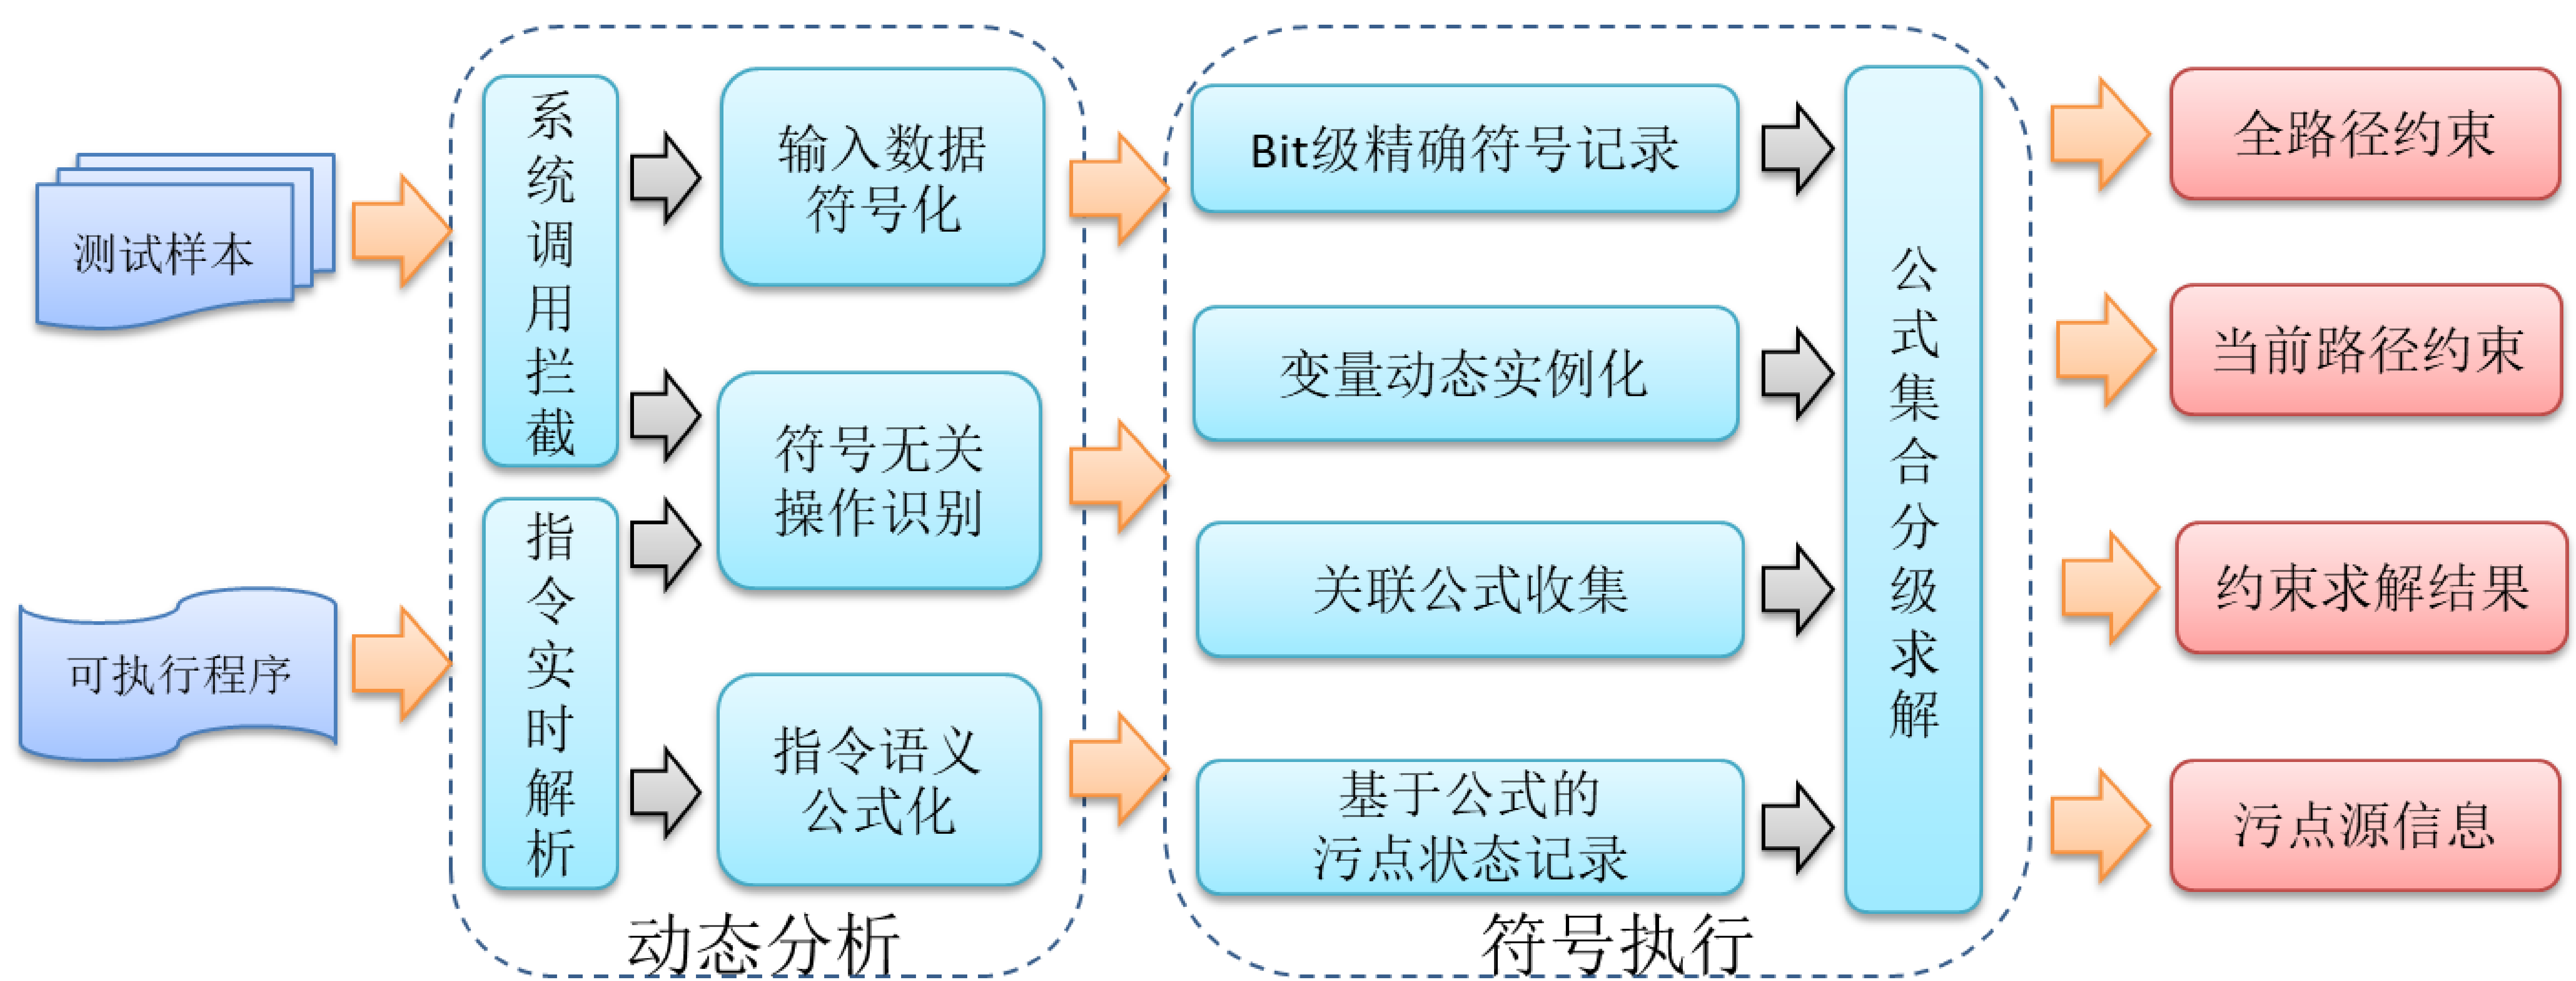 测试样本
可执行程序
系统调用拦截
指令实时解析
输入数据
符号化
符号无关
操作识别
指令语义
公式化
动态分析
Bit级精确符号记录
变量动态实例化
关联公式收集
基于公式的
污点状态记录
公式集合分级求解
符号执行
全路径约束
当前路径约束
约束求解结果
污点源信息